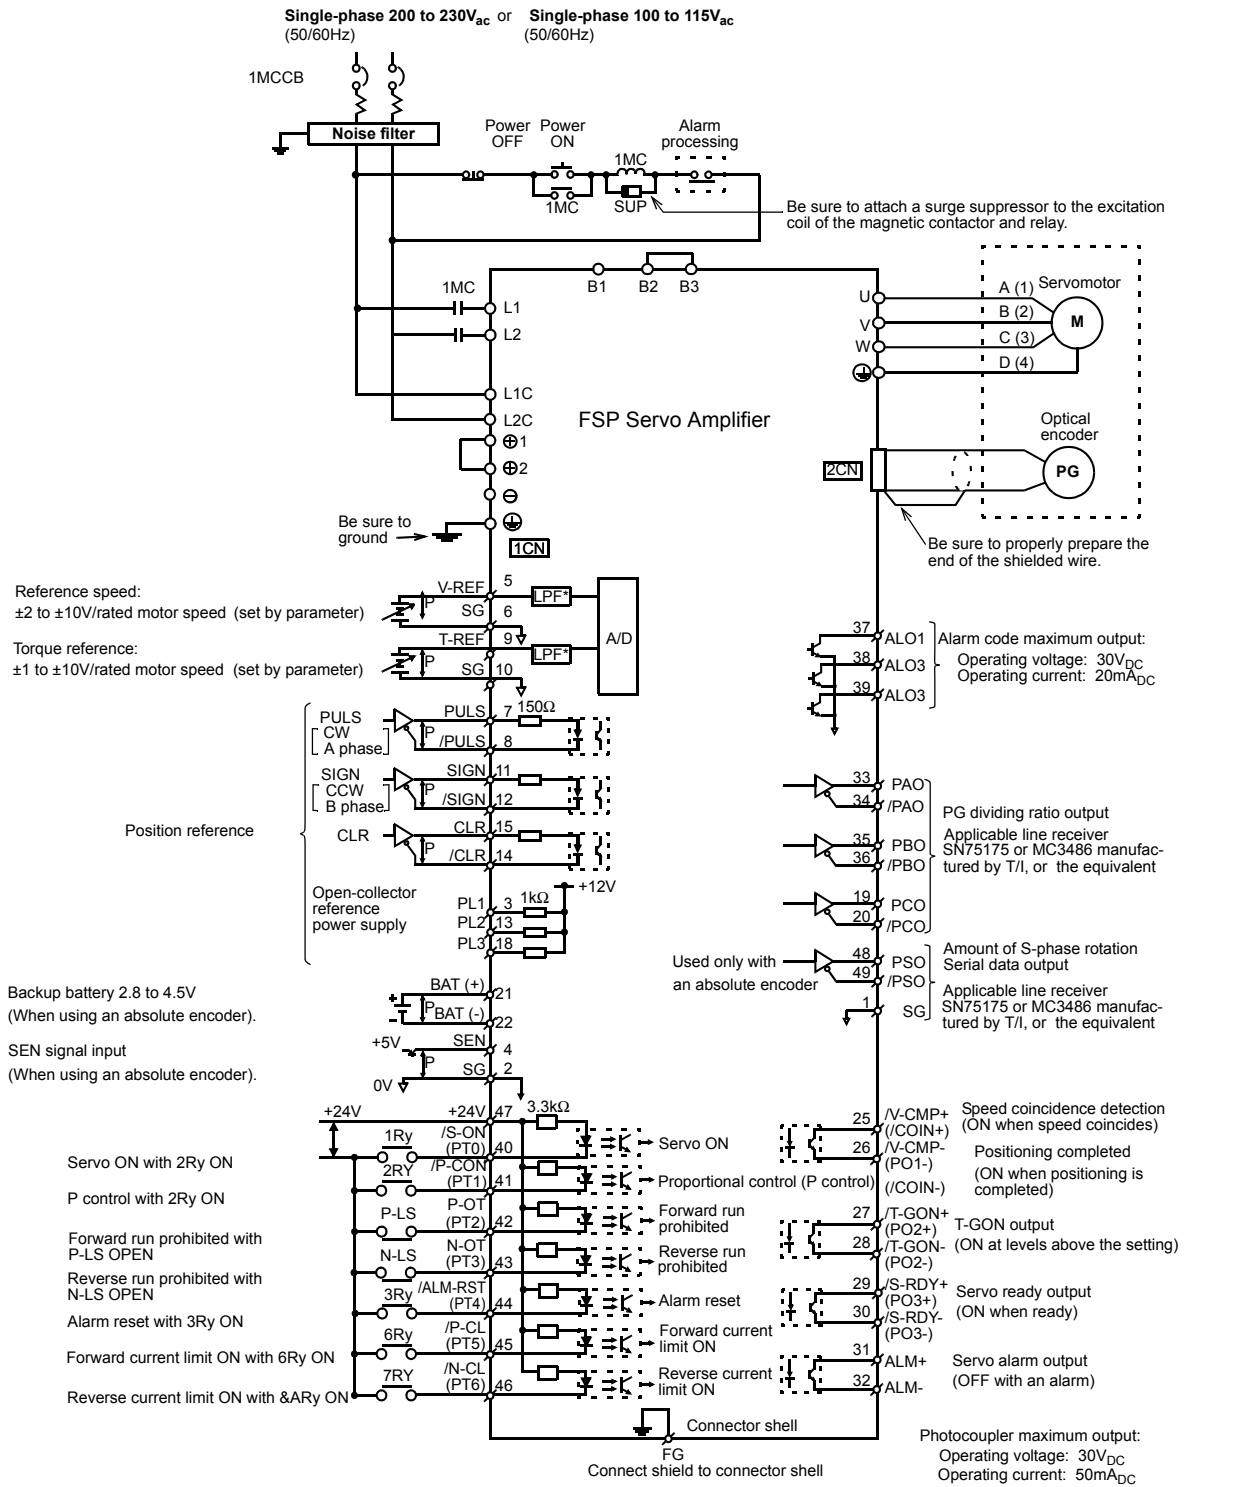 Single-phase 200 to 230Vac or Single-phase 100 to 115Vac
(50/60Hz) (50/60Hz)
1MCCB
Noise filter
Power OFF
Power ON
Alarm processing
1MC
1MC
SUP
Be sure to attach a surge suppressor to the excitation
coil of the magnetic contactor and relay.
B1 B2 B3
1MC
L1
L2
L1C
L2C
⊕1
⊕2
⊖
FSP Servo Amplifier
U
V
W
A (1)
B (2)
C (3)
D (4)
Servomotor
M
Optical
encoder
PG
2CN
Be sure to properly prepare the
end of the shielded wire.
Be sure to
ground
1CN
Reference speed:
±2 to ±10V/rated motor speed (set by parameter)
V-REF 5
P
SG 6
LPF*
Torque reference:
±1 to ±10V/rated motor speed (set by parameter)
T-REF 9
P
SG 10
LPF*
A/D
Position reference
PULS
CW
A phase
P
PULS 7 150Ω
/PULS 8
SIGN
CCW
B phase
P
SIGN 11
/SIGN 12
CLR
P
CLR 15
/CLR 14
Open-collector
reference
power supply
+12V
PL1 3 1kΩ
PL2 13
PL3 18
Backup battery 2.8 to 4.5V
(When using an absolute encoder).
+
-
P
BAT (+) 21
BAT (-) 22
SEN signal input
(When using an absolute encoder).
+5V
0V
P
SEN 4
SG 2
+24V +24V 47 3.3kΩ
Servo ON with 2Ry ON
1Ry
/S-ON
(PT0) 40
Servo ON
P control with 2Ry ON
2RY
/P-CON
(PT1) 41
Proportional control (P control)
Forward run prohibited with
P-LS OPEN
P-LS
P-OT
(PT2) 42
Forward run
prohibited
Reverse run prohibited with
N-LS OPEN
N-LS
N-OT
(PT3) 43
Reverse run
prohibited
Alarm reset with 3Ry ON
3Ry
/ALM-RST
(PT4) 44
Alarm reset
Forward current limit ON with 6Ry ON
6Ry
/P-CL
(PT5) 45
Forward current
limit ON
Reverse current limit ON with &ARy ON
7RY
/N-CL
(PT6) 46
Reverse current
limit ON
Connector shell
FG
Connect shield to connector shell
37 ALO1
38 ALO3
39 ALO3
Alarm code maximum output:
Operating voltage: 30VDC
Operating current: 20mADC
33 PAO
34 /PAO
35 PBO
36 /PBO
19 PCO
20 /PCO
PG dividing ratio output
Applicable line receiver
SN75175 or MC3486 manufac-
tured by T/I, or the equivalent
Used only with
an absolute encoder
48 PSO
49 /PSO
1 SG
Amount of S-phase rotation
Serial data output
Applicable line receiver
SN75175 or MC3486 manufac-
tured by T/I, or the equivalent
25 /V-CMP+
(/COIN+)
26 /V-CMP-
(PO1-)
(/COIN-)
Speed coincidence detection
(ON when speed coincides)
Positioning completed
(ON when positioning is
completed)
27 /T-GON+
(PO2+)
28 /T-GON-
(PO2-)
T-GON output
(ON at levels above the setting)
29 /S-RDY+
(PO3+)
30 /S-RDY-
(PO3-)
Servo ready output
(ON when ready)
31 ALM+
32 ALM-
Servo alarm output
(OFF with an alarm)
Photocoupler maximum output:
Operating voltage: 30VDC
Operating current: 50mADC